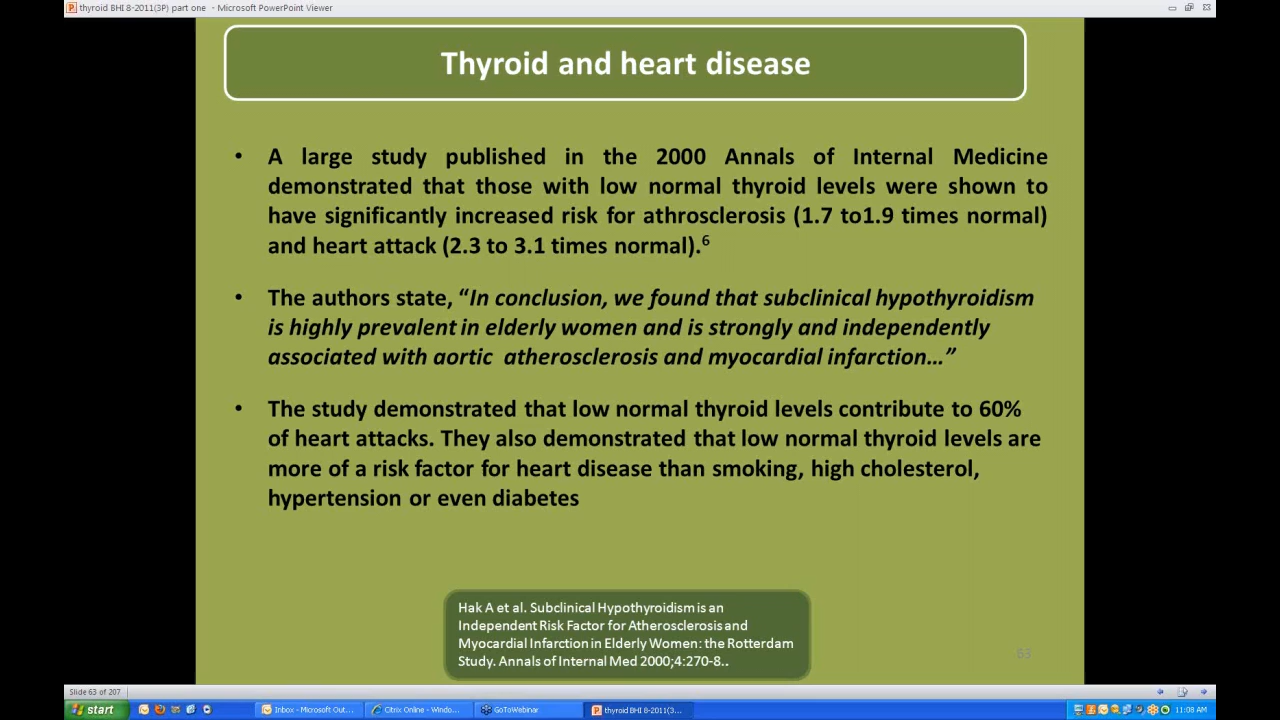 thyroid BHI 8-2011(3P) part one - Microsoft PowerPoint Viewer
Thyroid and heart disease
• A large study published in the 2000 Annals of Internal Medicine
demonstrated that those with low normal thyroid levels were shown to
have significantly increased risk for athrosclerosis (1.7 to1.9 times normal)
and heart attack (2.3 to 3.1 times normal).6
• The authors state, “In conclusion, we found that subclinical hypothyroidism
is highly prevalent in elderly women and is strongly and independently
associated with aortic atherosclerosis and myocardial infarction…”
• The study demonstrated that low normal thyroid levels contribute to 60%
of heart attacks. They also demonstrated that low normal thyroid levels are
more of a risk factor for heart disease than smoking, high cholesterol,
hypertension or even diabetes
Hak A et al. Subclinical Hypothyroidism is an
Independent Risk Factor for Atherosclerosis and
Myocardial Infarction in Elderly Women: the Rotterdam
Study. Annals of Internal Med 2000;4:270-8..
63
Slide 63 of 207
start
Inbox - Microsoft Out...
Citrix Online - Windo...
GoToWebinar
thyroid BHI 8-2011(3...
11:08 AM